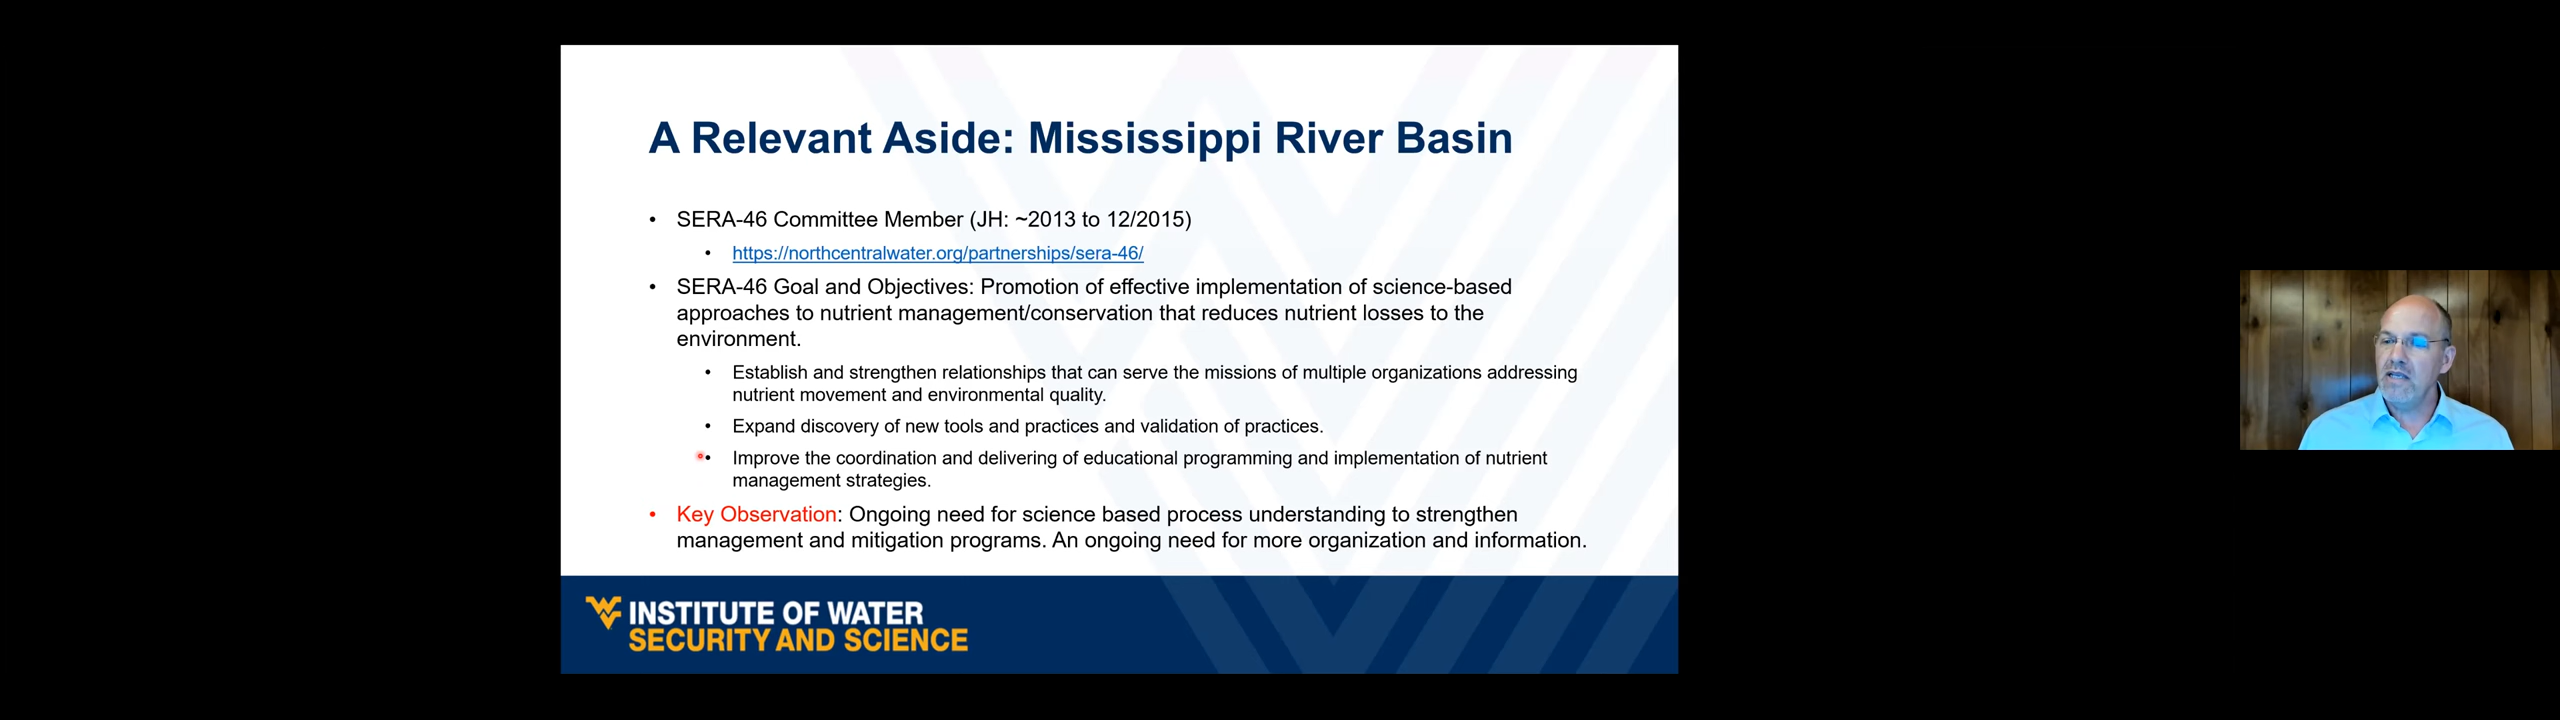 A Relevant Aside: Mississippi River Basin
• SERA-46 Committee Member (JH: ~2013 to 12/2015)
• https://northcentralwater.org/partnerships/sera-46/
• SERA-46 Goal and Objectives: Promotion of effective implementation of science-based
approaches to nutrient management/conservation that reduces nutrient losses to the
environment.
• Establish and strengthen relationships that can serve the missions of multiple organizations addressing
nutrient movement and environmental quality.
• Expand discovery of new tools and practices and validation of practices.
• Improve the coordination and delivering of educational programming and implementation of nutrient
management strategies.
• Key Observation: Ongoing need for science based process understanding to strengthen
management and mitigation programs. An ongoing need for more organization and information.
INSTITUTE OF WATER
SECURITY AND SCIENCE